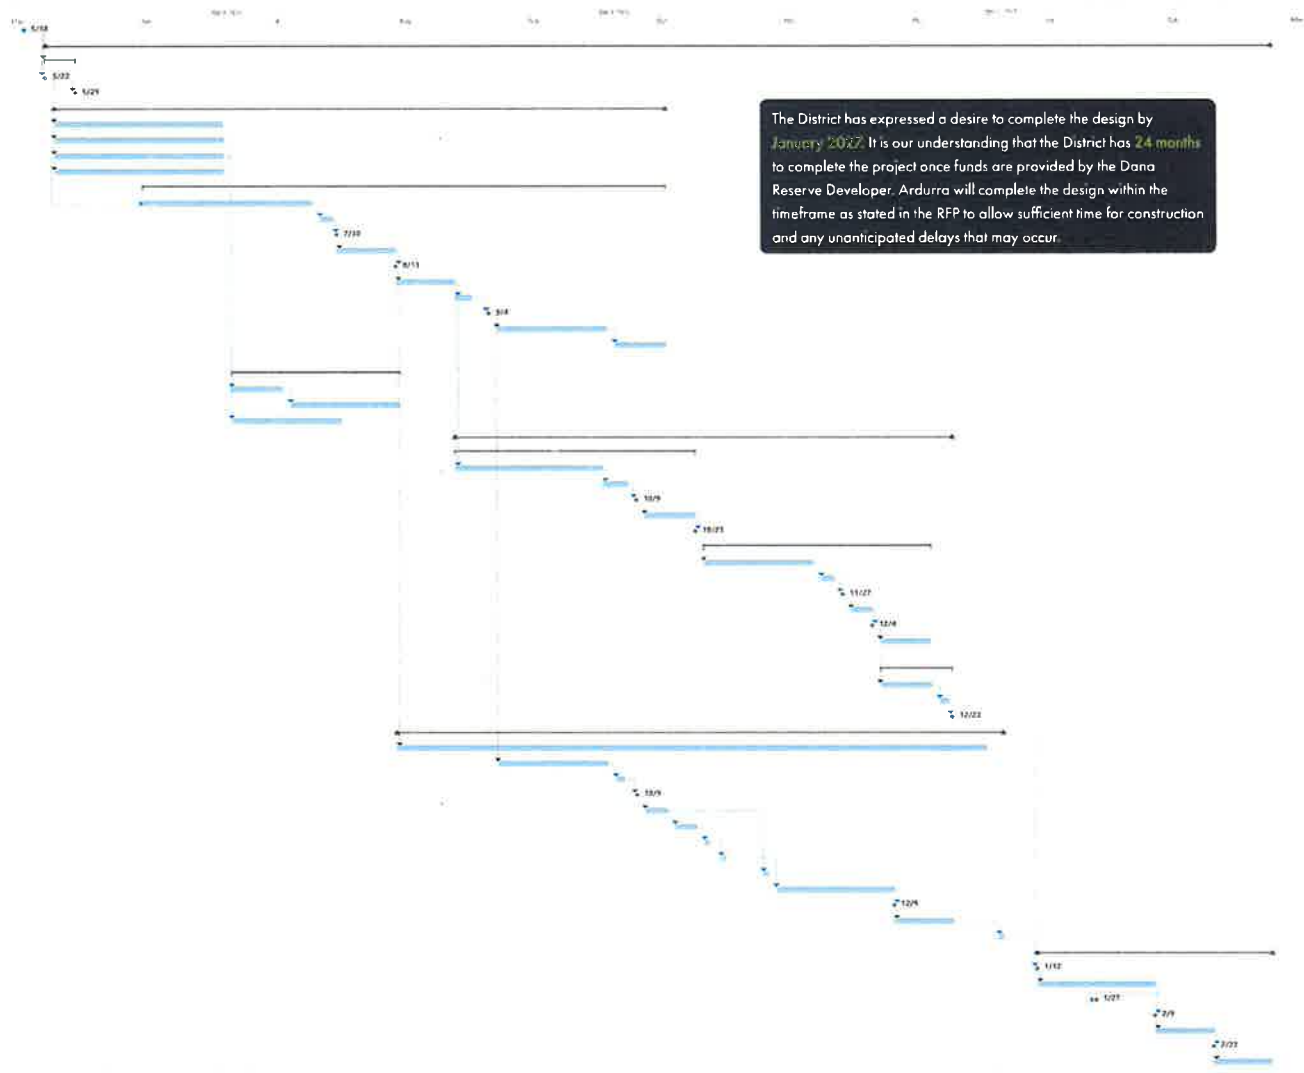 5/18
5/22
5/29
The District has expressed a desire to complete the design by
January 2027. It is our understanding that the District has 24 months
to complete the project once funds are provided by the Dana
Reserve Developer. Ardurra will complete the design within the
timeframe as stated in the RFP to allow sufficient time for construction
and any unanticipated delays that may occur.
7/30
8/13
9/4
10/9
10/23
11/27
12/4
12/23
10/9
12/9
1/12
1/27
2/9
2/23